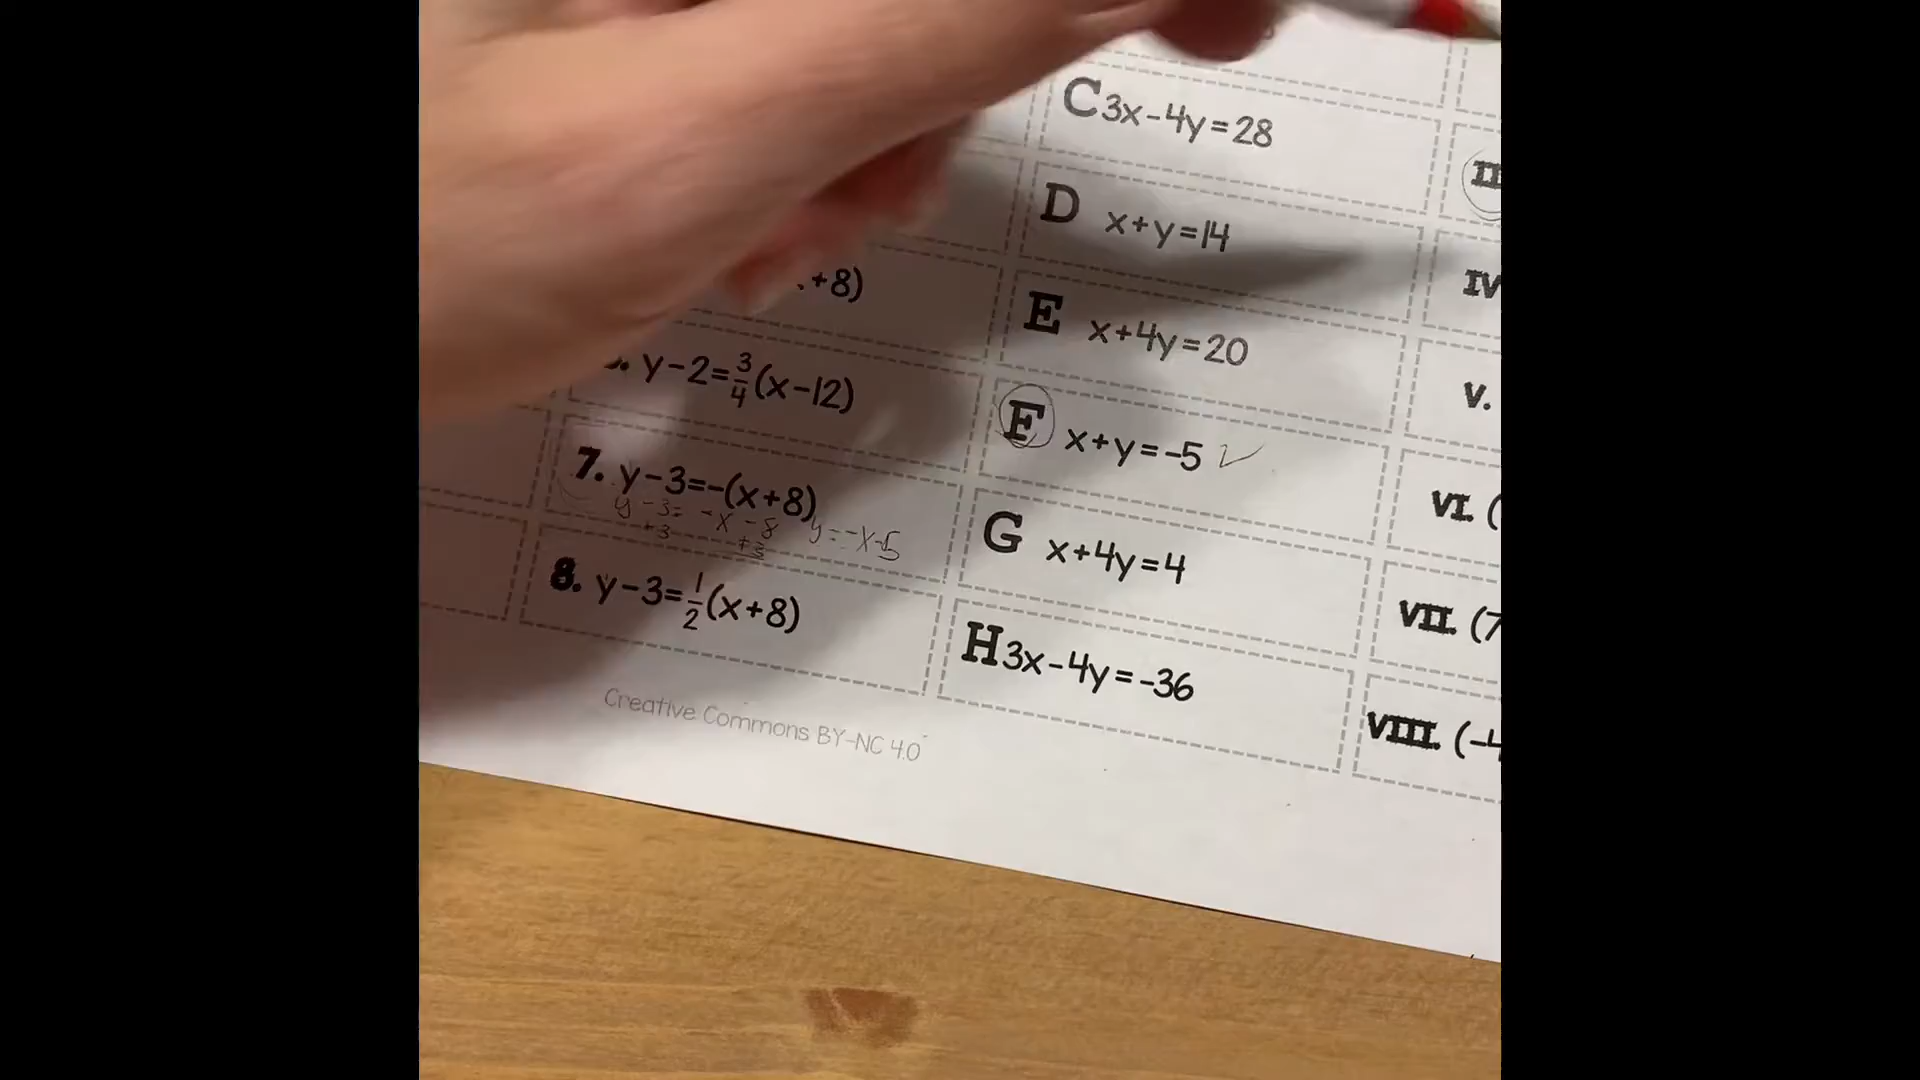 C 3x-4y=28
D x+y=14
E x+4y=20
F x+y=-5 ✓
G x+4y=4
H 3x-4y=-36
+8)
y-2=3/4(x-12)
7. y-3=-(x+8)
y-3=-x-8 y=-x-5
+3 +3
8. y-3=1/2(x+8)
Creative Commons BY-NC 4.0
IV
V.
VI. (
VII. (7
VIII. (-4